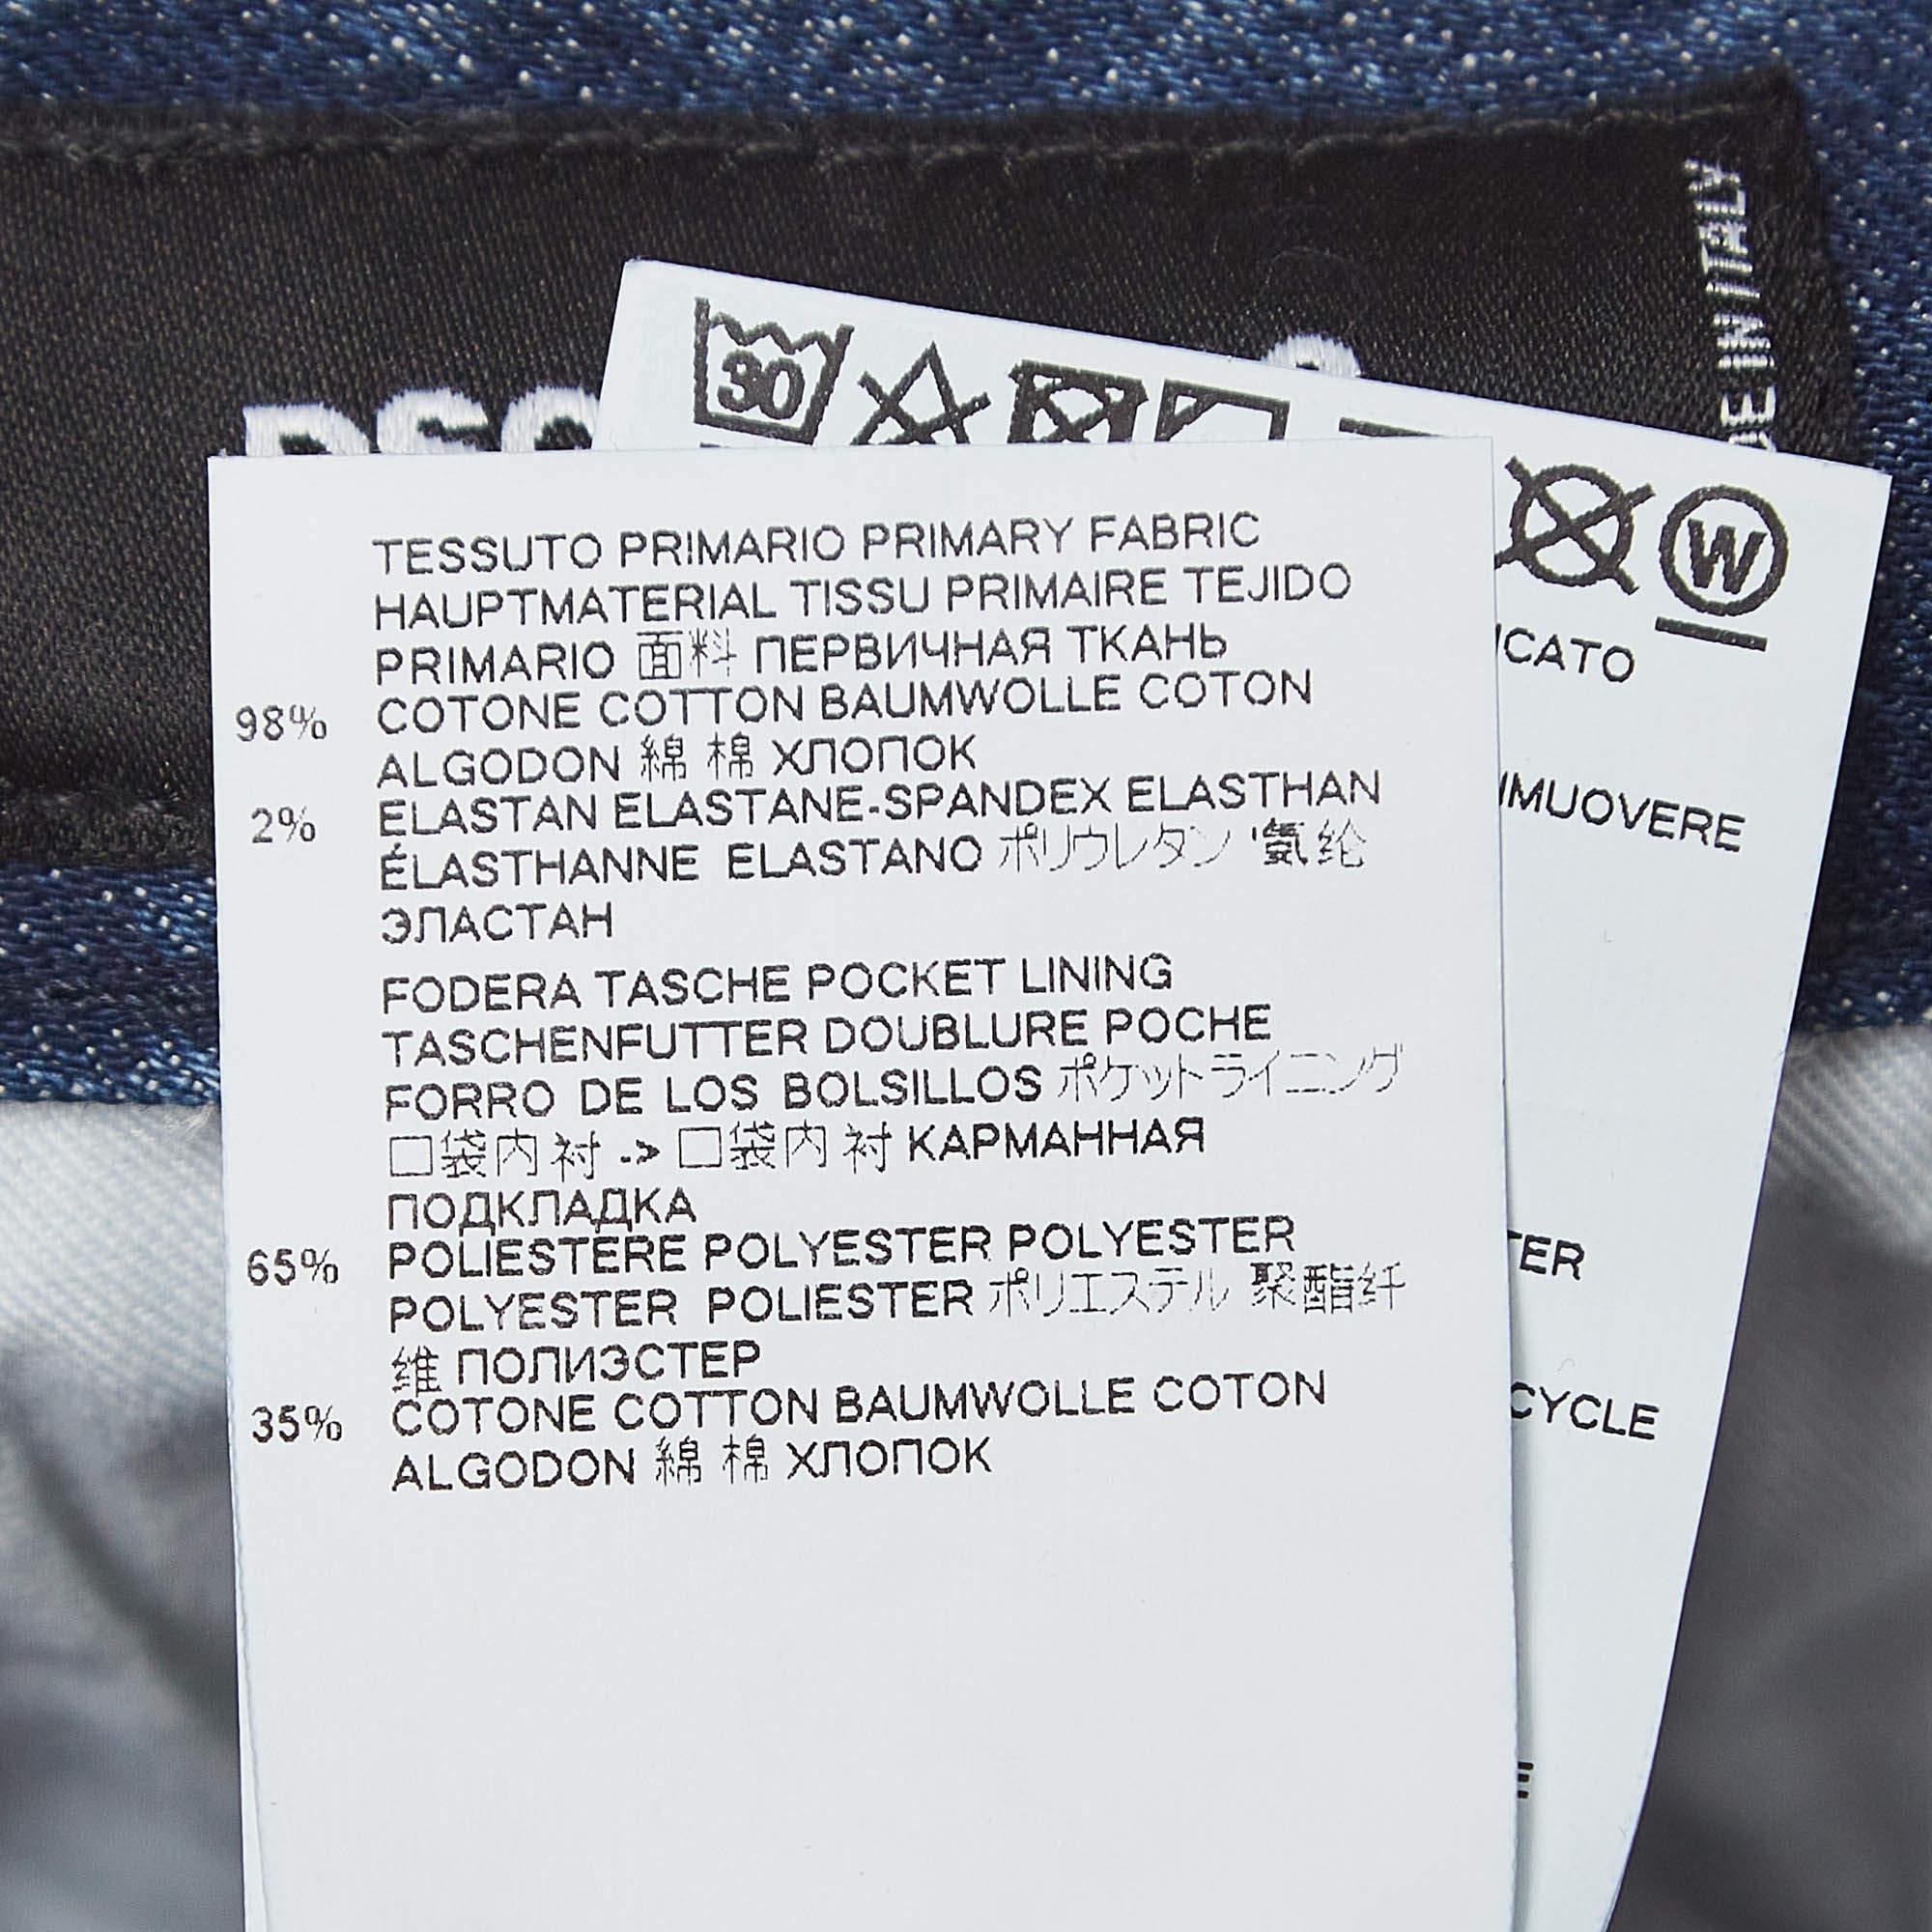 MADE IN ITALY
DSQ
30
W
TESSUTO PRIMARIO PRIMARY FABRIC
HAUPTMATERIAL TISSU PRIMAIRE TEJIDO
PRIMARIO 面料 ПЕРВИЧНАЯ ТКАНЬ
98% COTONE COTTON BAUMWOLLE COTON
ALGODON 綿 棉 ХЛОПОК
2% ELASTAN ELASTANE-SPANDEX ELASTHAN
ÉLASTHANNE ELASTANO ポリウレタン '氨纶
ЭЛАСТАН
FODERA TASCHE POCKET LINING
TASCHENFUTTER DOUBLURE POCHE
FORRO DE LOS BOLSILLOS ポケットライニング
口袋内衬 -> 口袋内衬 КАРМАННАЯ
ПОДКЛАДКА
65% POLIESTERE POLYESTER POLYESTER
POLYESTER POLIESTER ポリエステル 聚酯纤
维 ПОЛИЭСТЕР
35% COTONE COTTON BAUMWOLLE COTON
ALGODON 綿 棉 ХЛОПОК
ICATO
IMUOVERE
TER
CYCLE
E